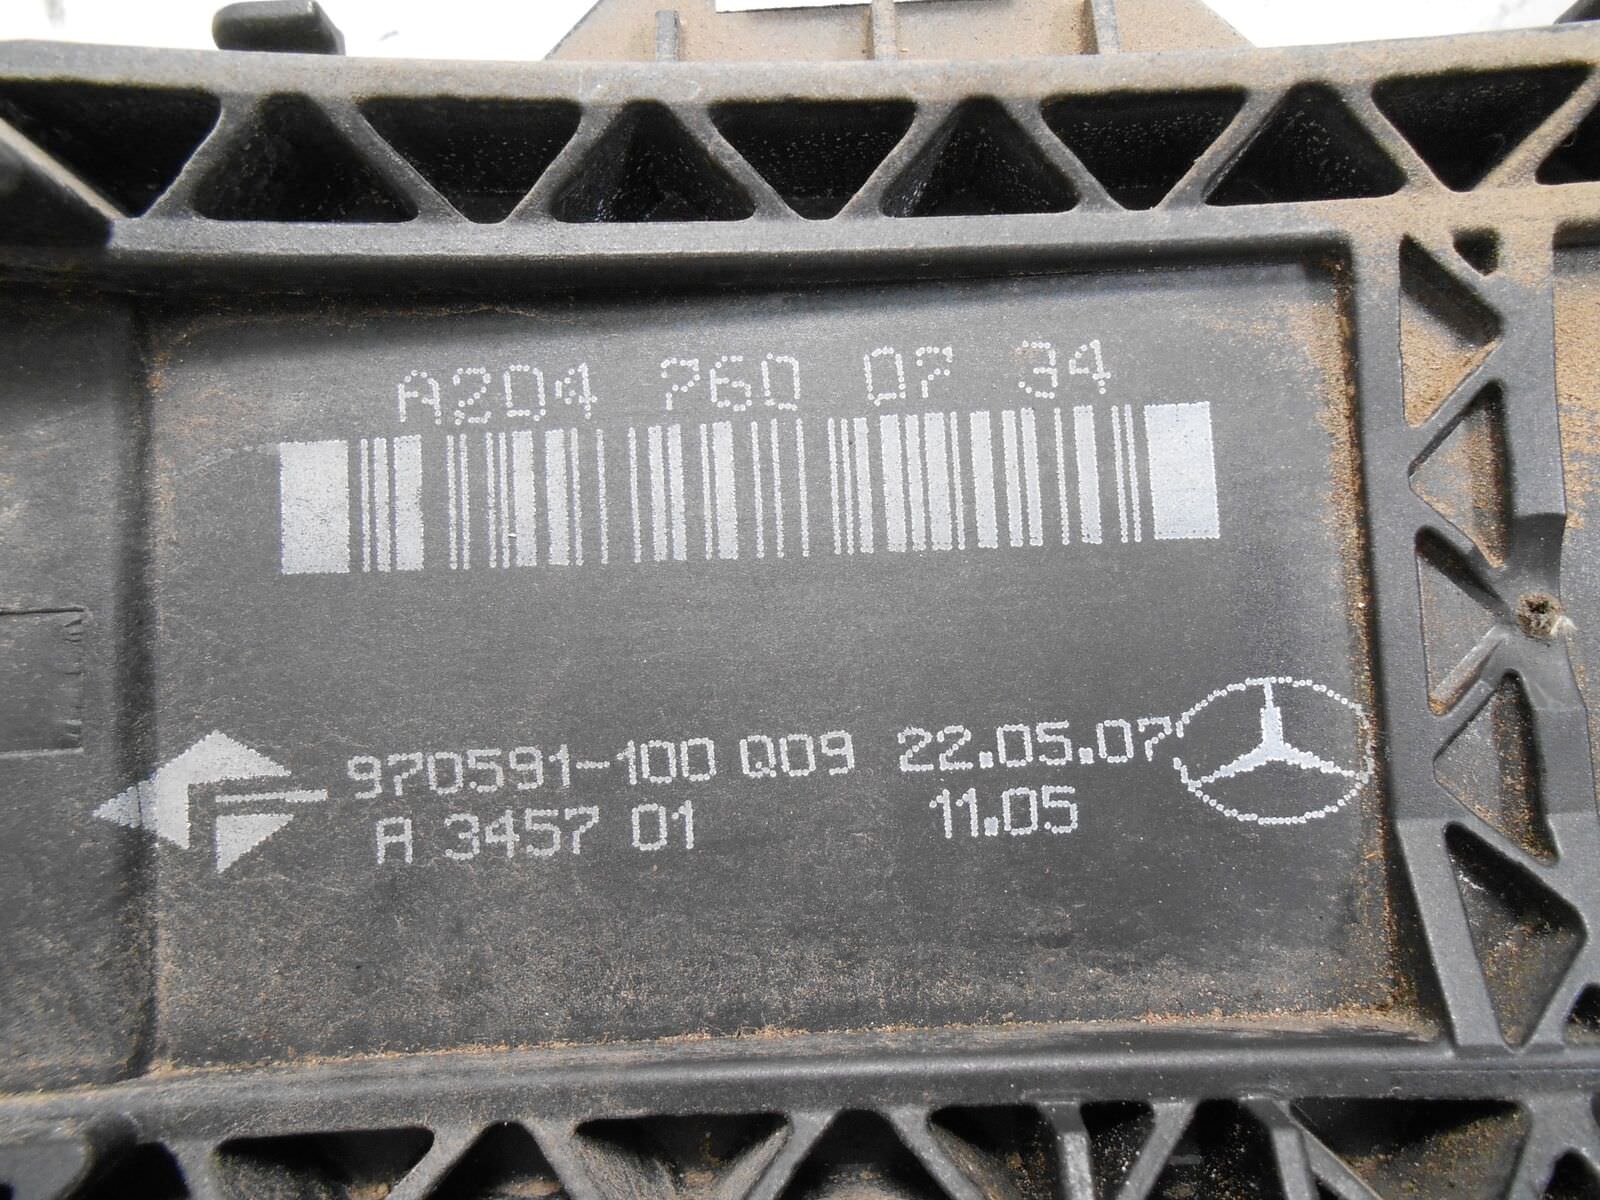 A204 760 07 34
970591-100 Q09 22.05.07
A 3457 01 11.05